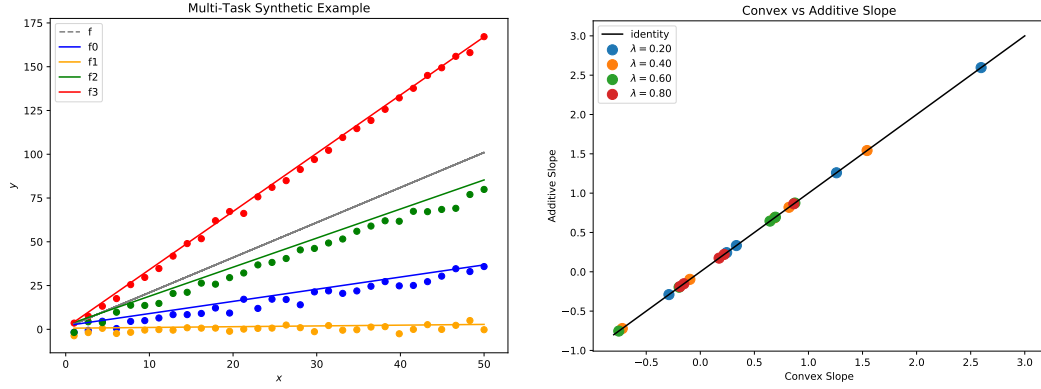 Multi-Task Synthetic Example
f
f0
f1
f2
f3
175
150
125
100
75
50
25
0
y
0
10
20
30
40
50
x
Convex vs Additive Slope
identity
λ = 0.20
λ = 0.40
λ = 0.60
λ = 0.80
3.0
2.5
2.0
1.5
1.0
0.5
0.0
−0.5
−1.0
Additive Slope
−0.5
0.0
0.5
1.0
1.5
2.0
2.5
3.0
Convex Slope